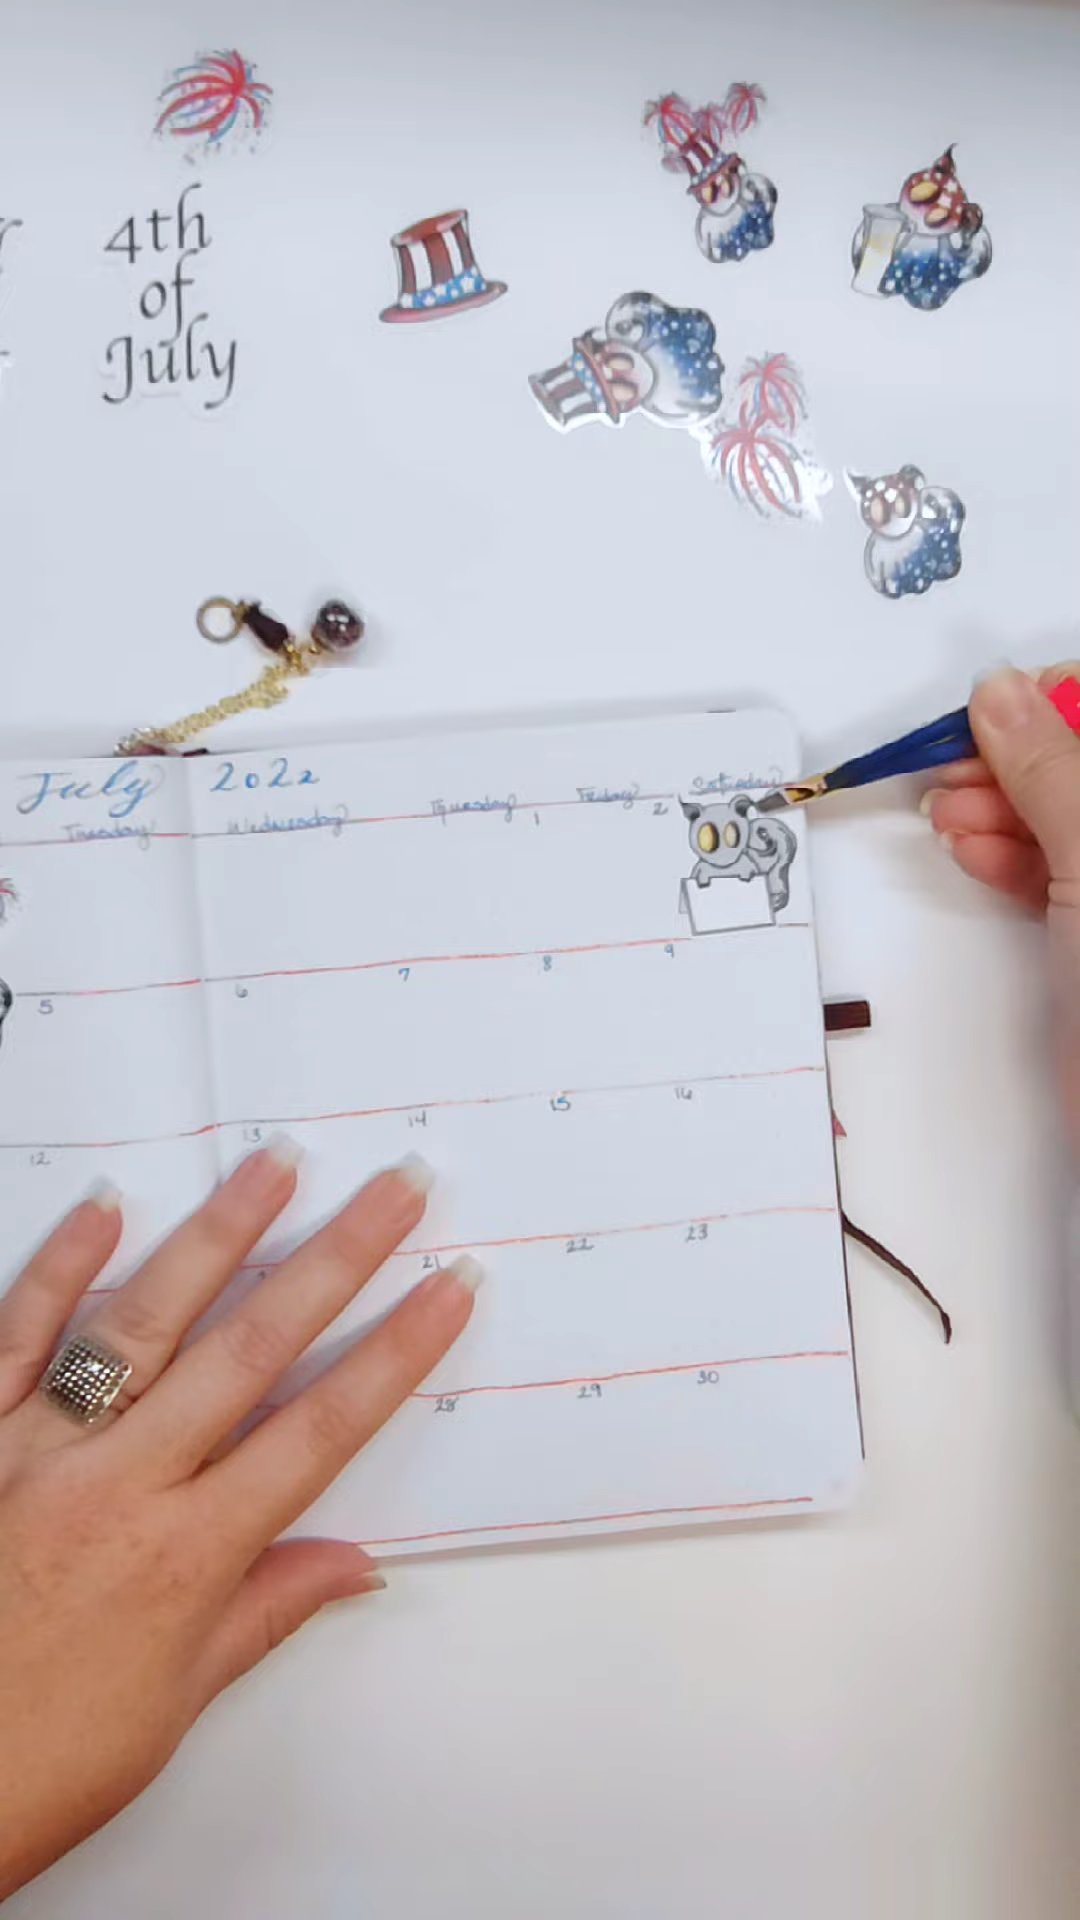 4th
of
July
July 2022
Tuesday Wednesday Thursday Friday Saturday
1 2
5 6 7 8 9
12 13 14 15 16
21 22 23
28 29 30